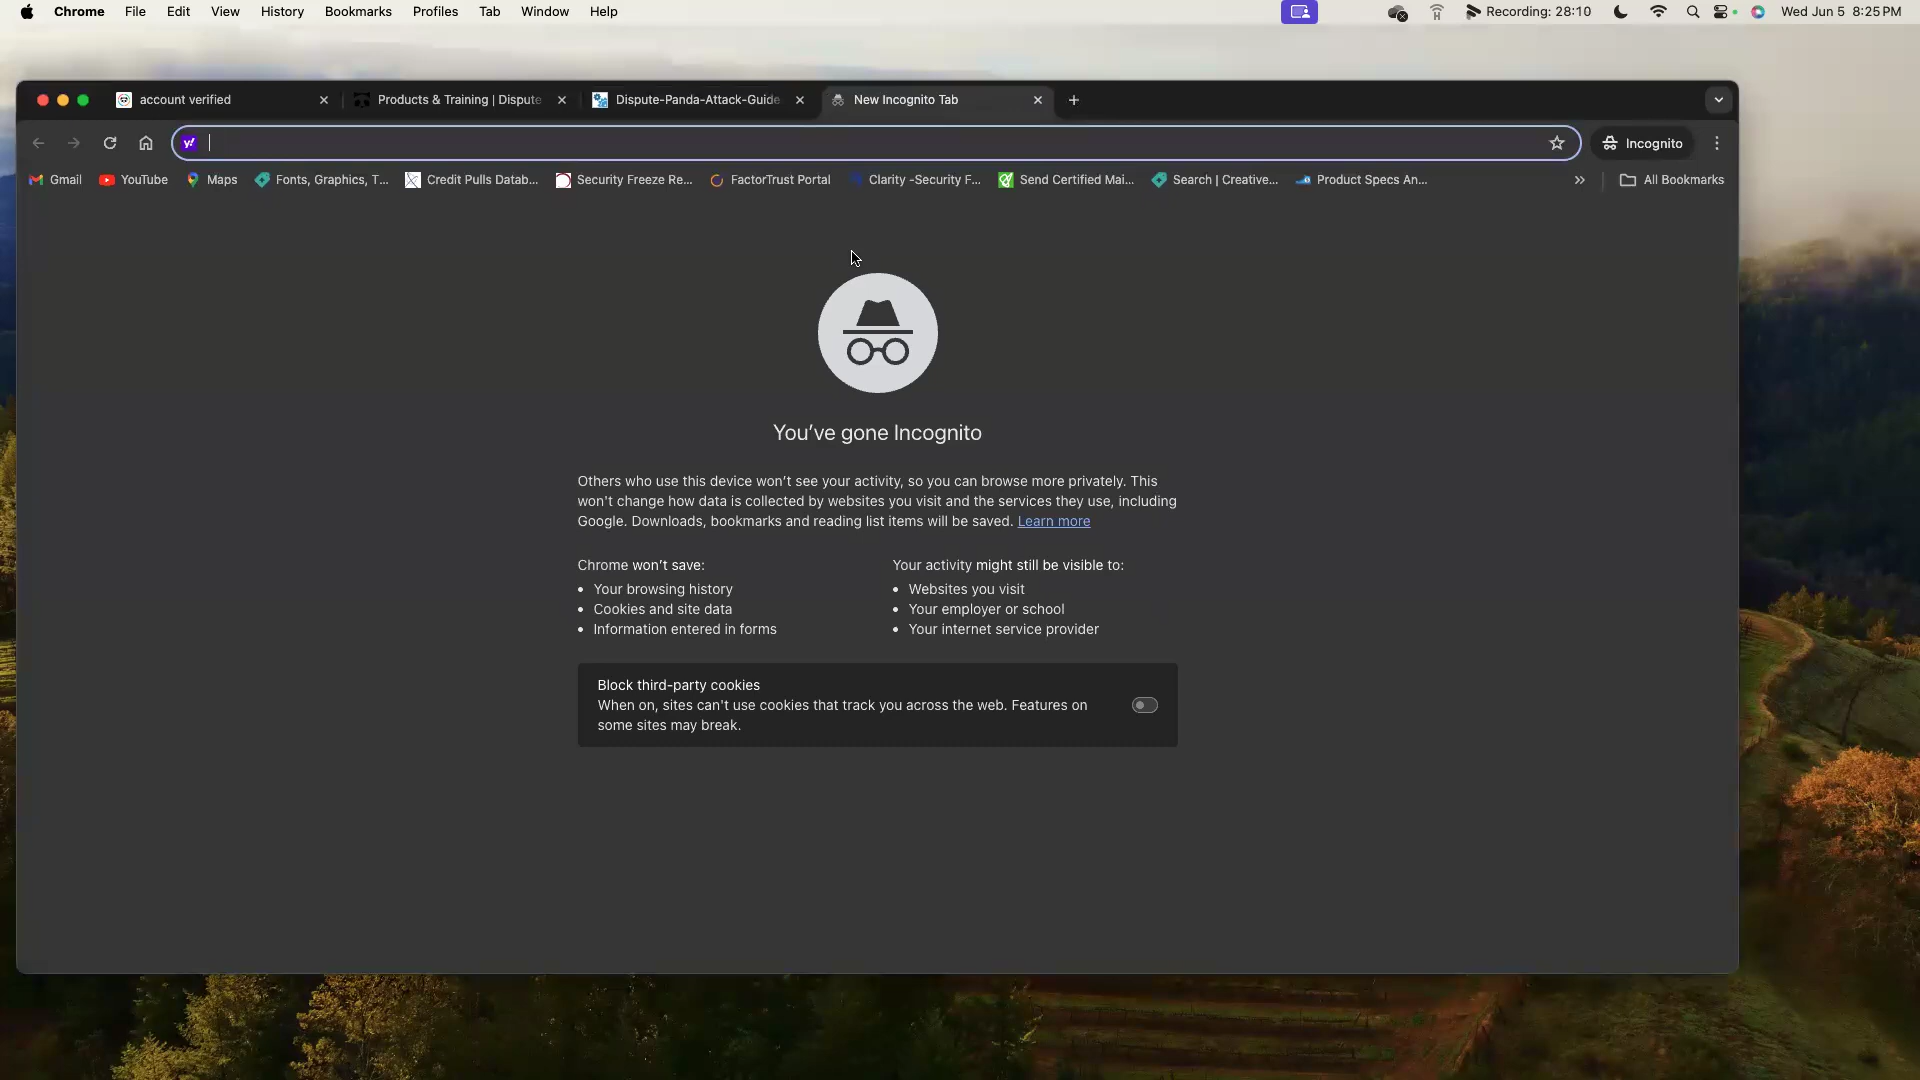 Chrome File Edit View History Bookmarks Profiles Tab Window Help Recording: 28:10 Wed Jun 5 8:25 PM
account verified Products & Training | Dispute Dispute-Panda-Attack-Guide New Incognito Tab
y! Incognito
Gmail YouTube Maps Fonts, Graphics, T... Credit Pulls Datab... Security Freeze Re... FactorTrust Portal Clarity -Security F... Send Certified Mai... Search | Creative... Product Specs An... All Bookmarks
You've gone Incognito
Others who use this device won't see your activity, so you can browse more privately. This
won't change how data is collected by websites you visit and the services they use, including
Google. Downloads, bookmarks and reading list items will be saved. Learn more
Chrome won't save:
• Your browsing history
• Cookies and site data
• Information entered in forms
Your activity might still be visible to:
• Websites you visit
• Your employer or school
• Your internet service provider
Block third-party cookies
When on, sites can't use cookies that track you across the web. Features on
some sites may break.